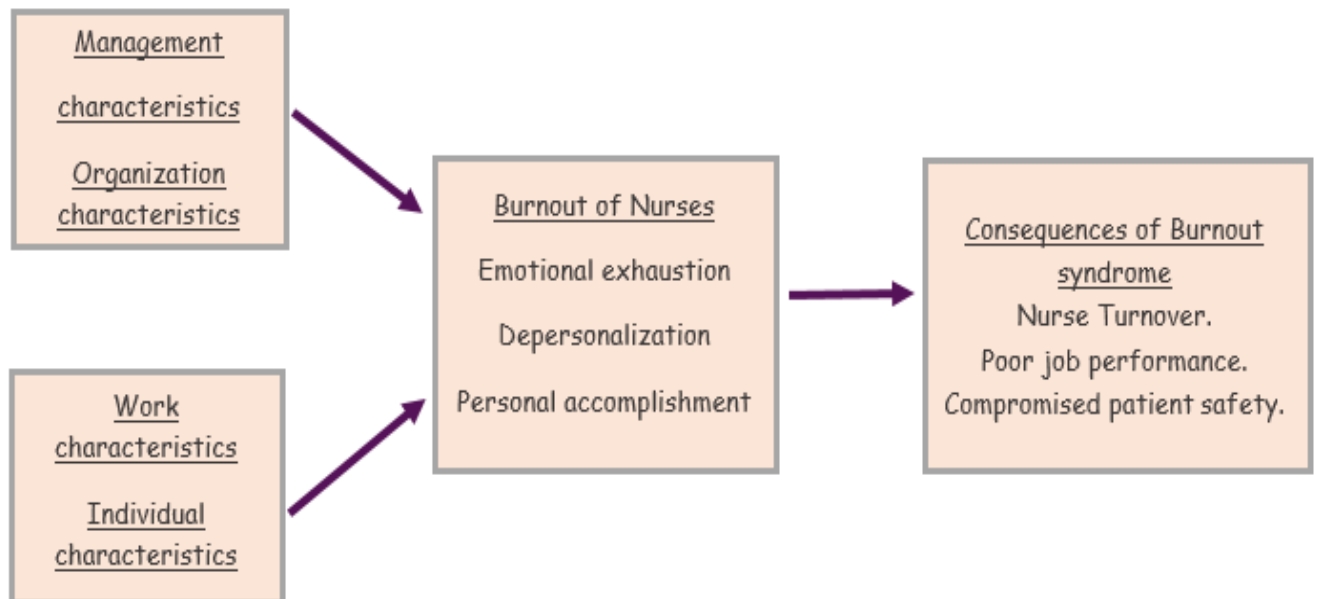 Management
characteristics
Organization
characteristics
Work
characteristics
Individual
characteristics
Burnout of Nurses
Emotional exhaustion
Depersonalization
Personal accomplishment
Consequences of Burnout
syndrome
Nurse Turnover.
Poor job performance.
Compromised patient safety.